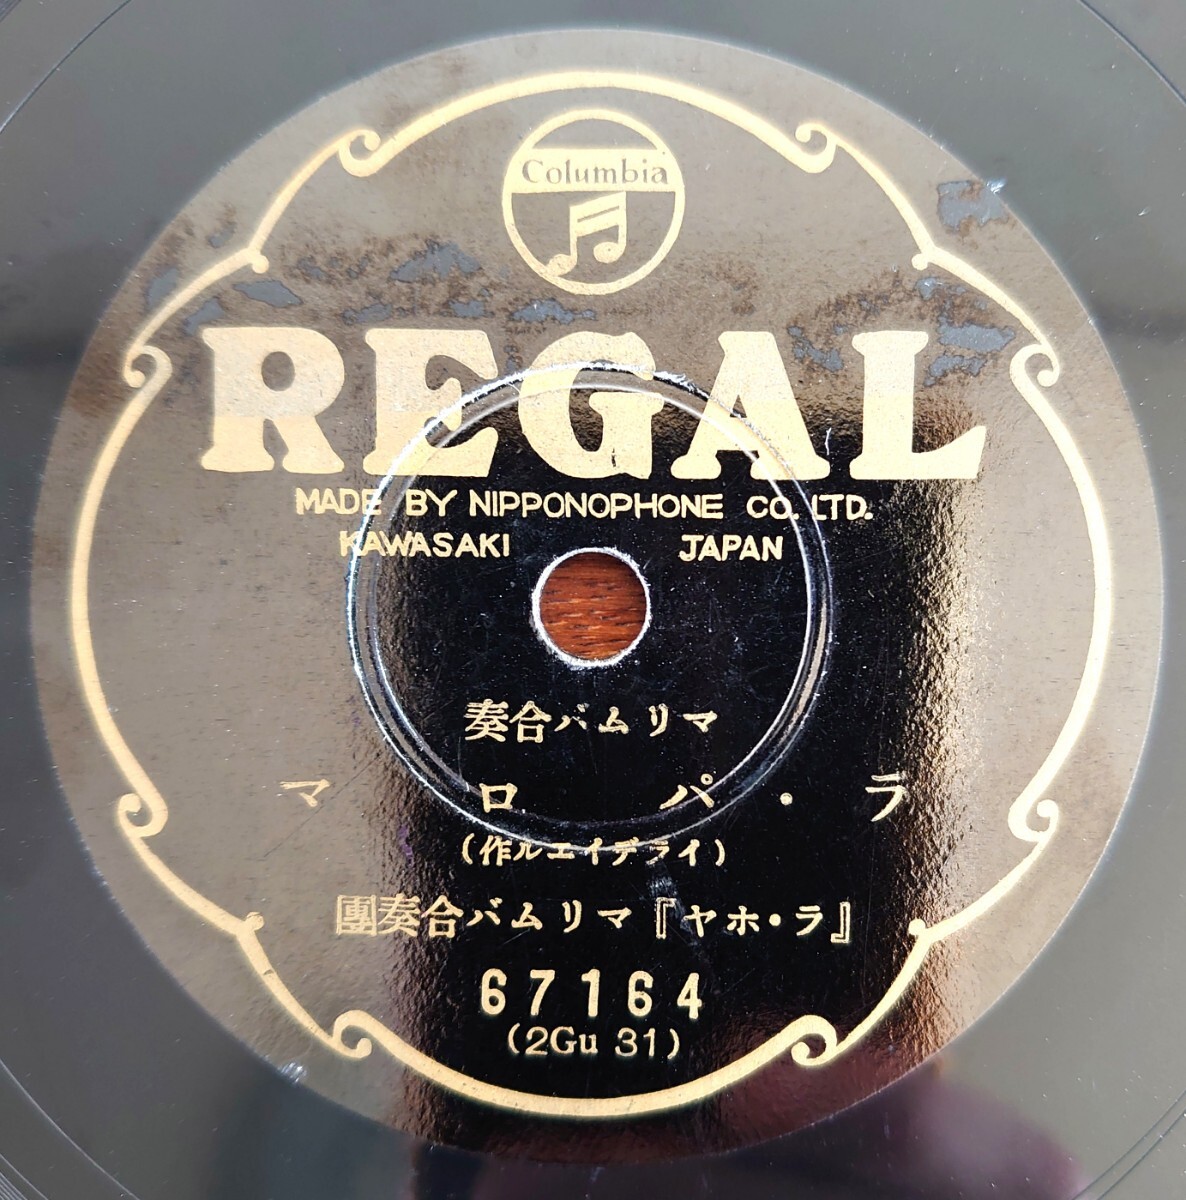 Columbia
REGAL
MADE BY NIPPONOPHONE CO. LTD.
KAWASAKI JAPAN
マリムバ合奏
ラ・パロマ
(イラデイエル作)
『ラ・ホヤ』マリムバ合奏團
67164
(2Gu 31)